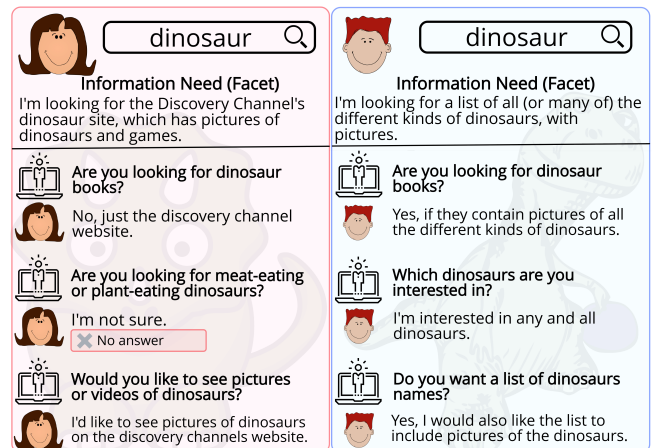 dinosaur
Information Need (Facet)
I'm looking for the Discovery Channel's
dinosaur site, which has pictures of
dinosaurs and games.
Are you looking for dinosaur
books?
No, just the discovery channel
website.
Are you looking for meat-eating
or plant-eating dinosaurs?
I'm not sure.
No answer
Would you like to see pictures
or videos of dinosaurs?
I'd like to see pictures of dinosaurs
on the discovery channels website.
dinosaur
Information Need (Facet)
I'm looking for a list of all (or many of) the
different kinds of dinosaurs, with
pictures.
Are you looking for dinosaur
books?
Yes, if they contain pictures of all
the different kinds of dinosaurs.
Which dinosaurs are you
interested in?
I'm interested in any and all
dinosaurs.
Do you want a list of dinosaurs
names?
Yes, I would also like the list to
include pictures of the dinosaurs.